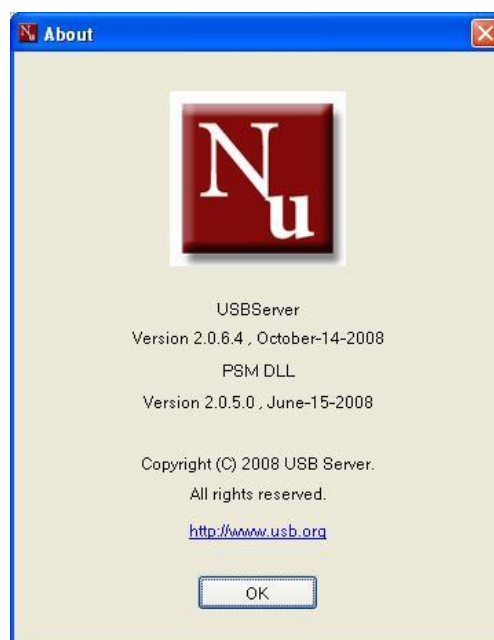 About
Nu
USBServer
Version 2.0.6.4 , October-14-2008
PSM DLL
Version 2.0.5.0 , June-15-2008
Copyright (C) 2008 USB Server.
All rights reserved.
http://www.usb.org
OK